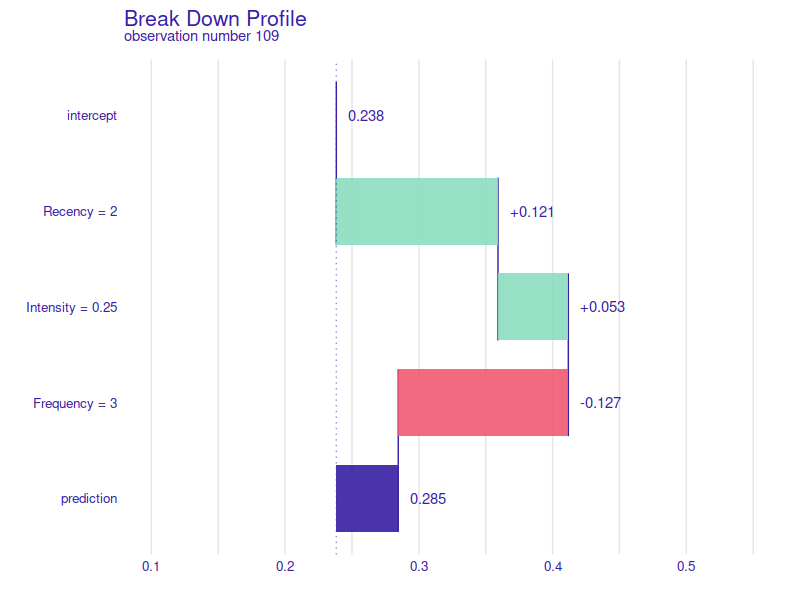 Break Down Profile
observation number 109
intercept
0.238
Recency = 2
+0.121
Intensity = 0.25
+0.053
Frequency = 3
-0.127
prediction
0.285
0.1
0.2
0.3
0.4
0.5